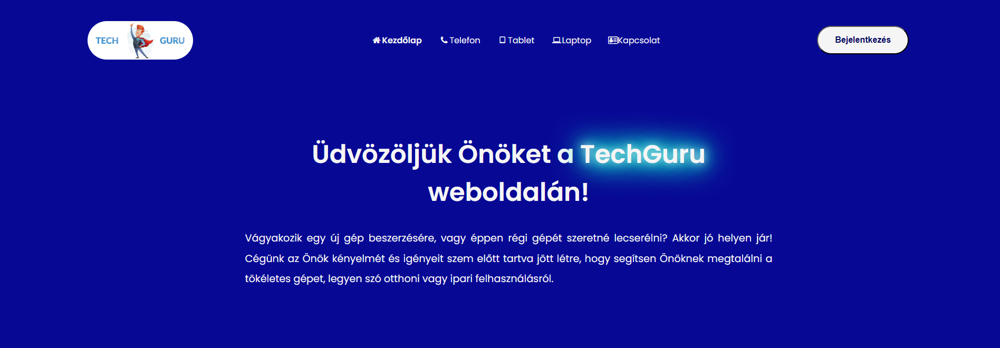 TECH GURU
Kezdőlap Telefon Tablet Laptop Kapcsolat
Bejelentkezés
Üdvözöljük Önöket a TechGuru
weboldalán!
Vágyakozik egy új gép beszerzésére, vagy éppen régi gépét szeretné lecserélni? Akkor jó helyen jár!
Cégünk az Önök kényelmét és igényeit szem előtt tartva jött létre, hogy segítsen Önöknek megtalálni a
tökéletes gépet, legyen szó otthoni vagy ipari felhasználásról.